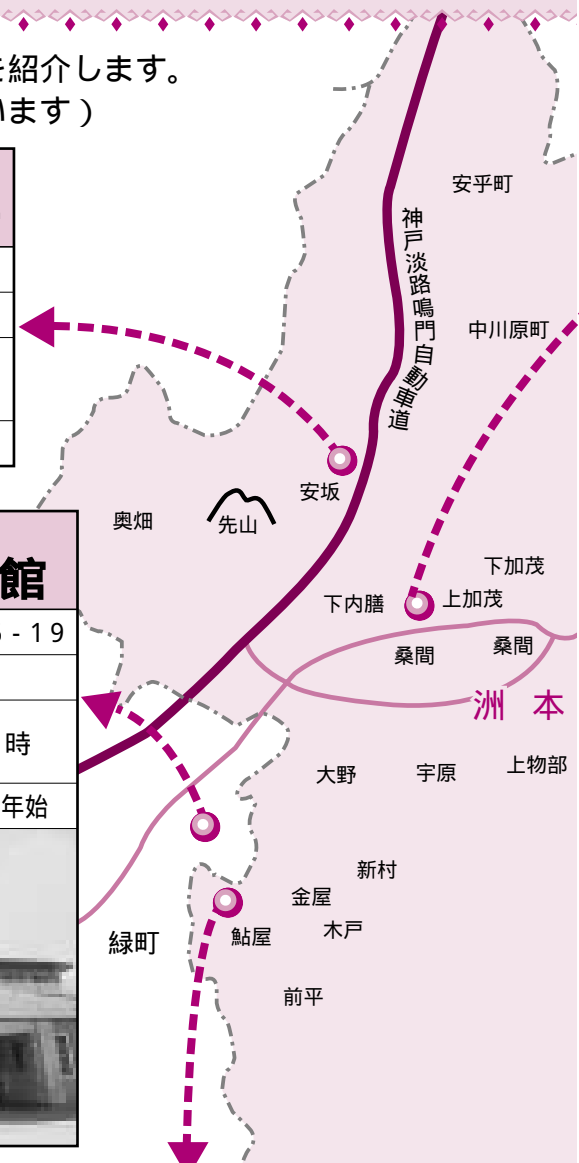 を紹介します。
います）
安乎町
神戸淡路鳴門自動車道
中川原町
安坂
奥畑
先山
館
下加茂
下内膳
上加茂
- 19
桑間
桑間
洲本
時
大野
宇原
上物部
年始
新村
金屋
木戸
鮎屋
緑町
前平